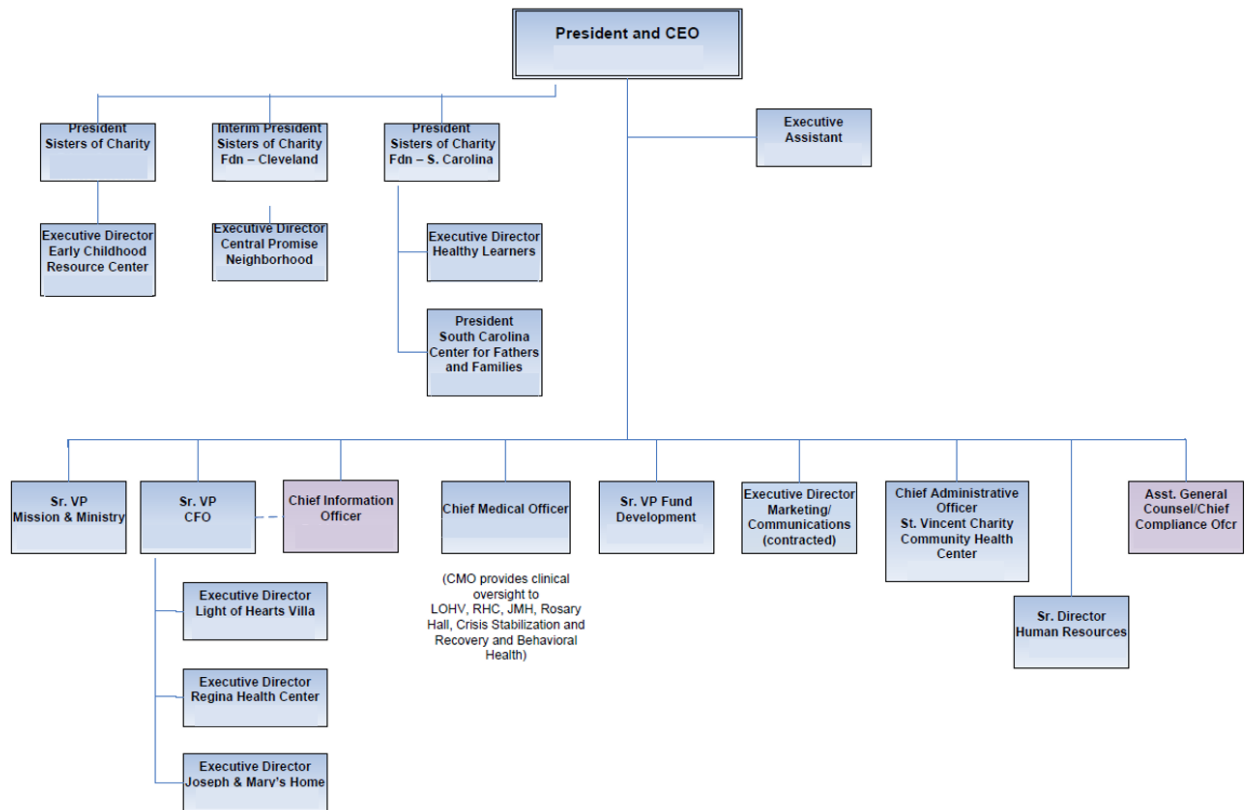 President and CEO
President
Sisters of Charity
Interim President
Sisters of Charity
Fdn – Cleveland
President
Sisters of Charity
Fdn – S. Carolina
Executive
Assistant
Executive Director
Early Childhood
Resource Center
Executive Director
Central Promise
Neighborhood
Executive Director
Healthy Learners
President
South Carolina
Center for Fathers
and Families
Sr. VP
Mission & Ministry
Sr. VP
CFO
Chief Information
Officer
Chief Medical Officer
Sr. VP Fund
Development
Executive Director
Marketing/
Communications
(contracted)
Chief Administrative
Officer
St. Vincent Charity
Community Health
Center
Asst. General
Counsel/Chief
Compliance Ofcr
(CMO provides clinical
oversight to
LOHV, RHC, JMH, Rosary
Hall, Crisis Stabilization and
Recovery and Behavioral
Health)
Sr. Director
Human Resources
Executive Director
Light of Hearts Villa
Executive Director
Regina Health Center
Executive Director
Joseph & Mary's Home